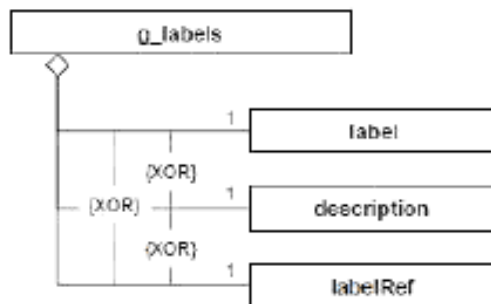 g_labels
1
label
{XOR}
{XOR}
1
description
{XOR}
1
labelRef